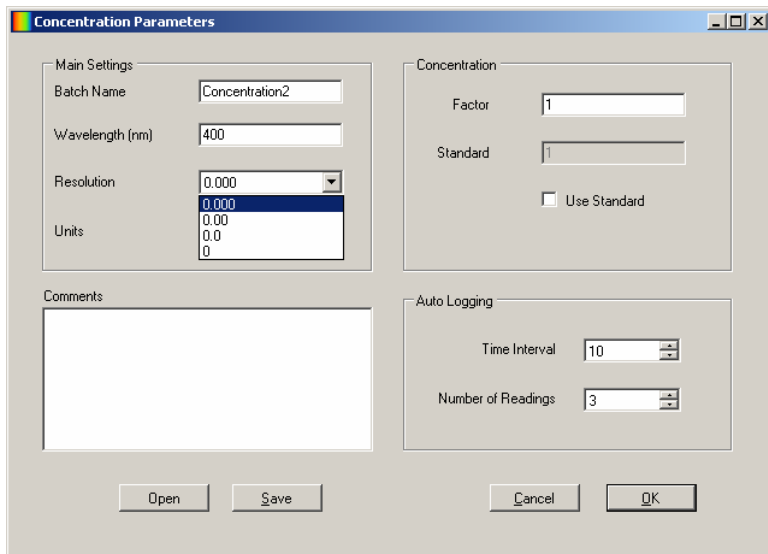 Concentration Parameters
Main Settings
Batch Name Concentration2
Wavelength (nm) 400
Resolution 0.000
0.000
0.00
Units 0.0
0
Concentration
Factor 1
Standard 1
Use Standard
Comments
Auto Logging
Time Interval 10
Number of Readings 3
Open Save Cancel OK